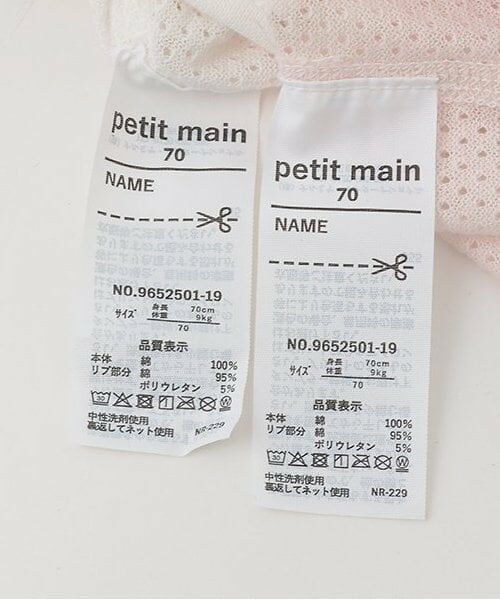 petit main
70
NAME
NO.9652501-19
サイズ 身長 70cm
体重 9kg
70
品質表示
本体 綿 100%
リブ部分 綿 95%
ポリウレタン 5%
30
中性洗剤使用
裏返してネット使用 NR-229
petit main
70
NAME
NO.9652501-19
サイズ 身長 70cm
体重 9kg
70
品質表示
本体 綿 100%
リブ部分 綿 95%
ポリウレタン 5%
30
中性洗剤使用
裏返してネット使用 NR-229